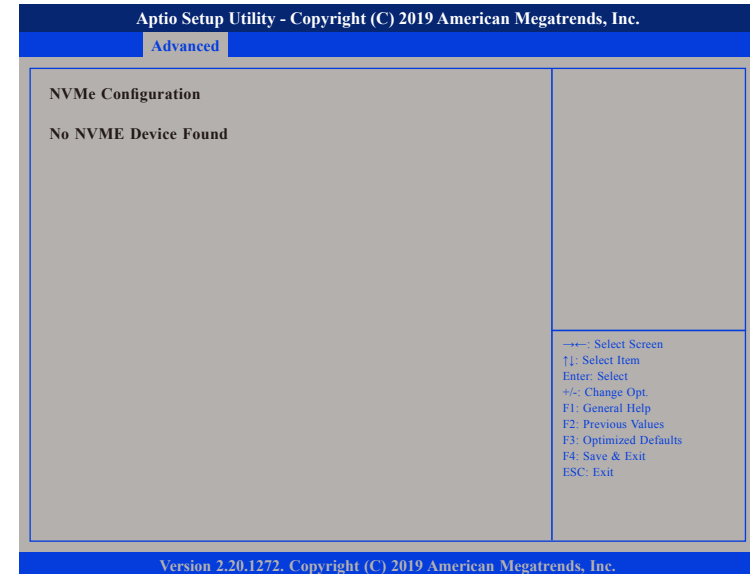 Aptio Setup Utility - Copyright (C) 2019 American Megatrends, Inc.
Advanced
NVMe Configuration
No NVME Device Found
→←: Select Screen
↑↓: Select Item
Enter: Select
+/-: Change Opt.
F1: General Help
F2: Previous Values
F3: Optimized Defaults
F4: Save & Exit
ESC: Exit
Version 2.20.1272. Copyright (C) 2019 American Megatrends, Inc.